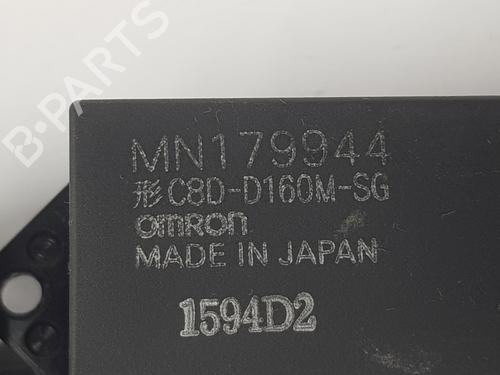 B-PARTS
MN179944
形 C8D-D160M-SG
omron
MADE IN JAPAN
1594D2